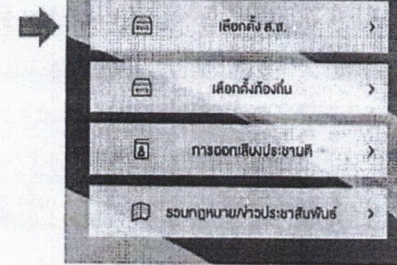 เลือกตั้ง ส.ส.
เลือกตั้งท้องถิ่น
การออกเสียงประชามติ
รวมกฎหมาย/ข่าวประชาสัมพันธ์